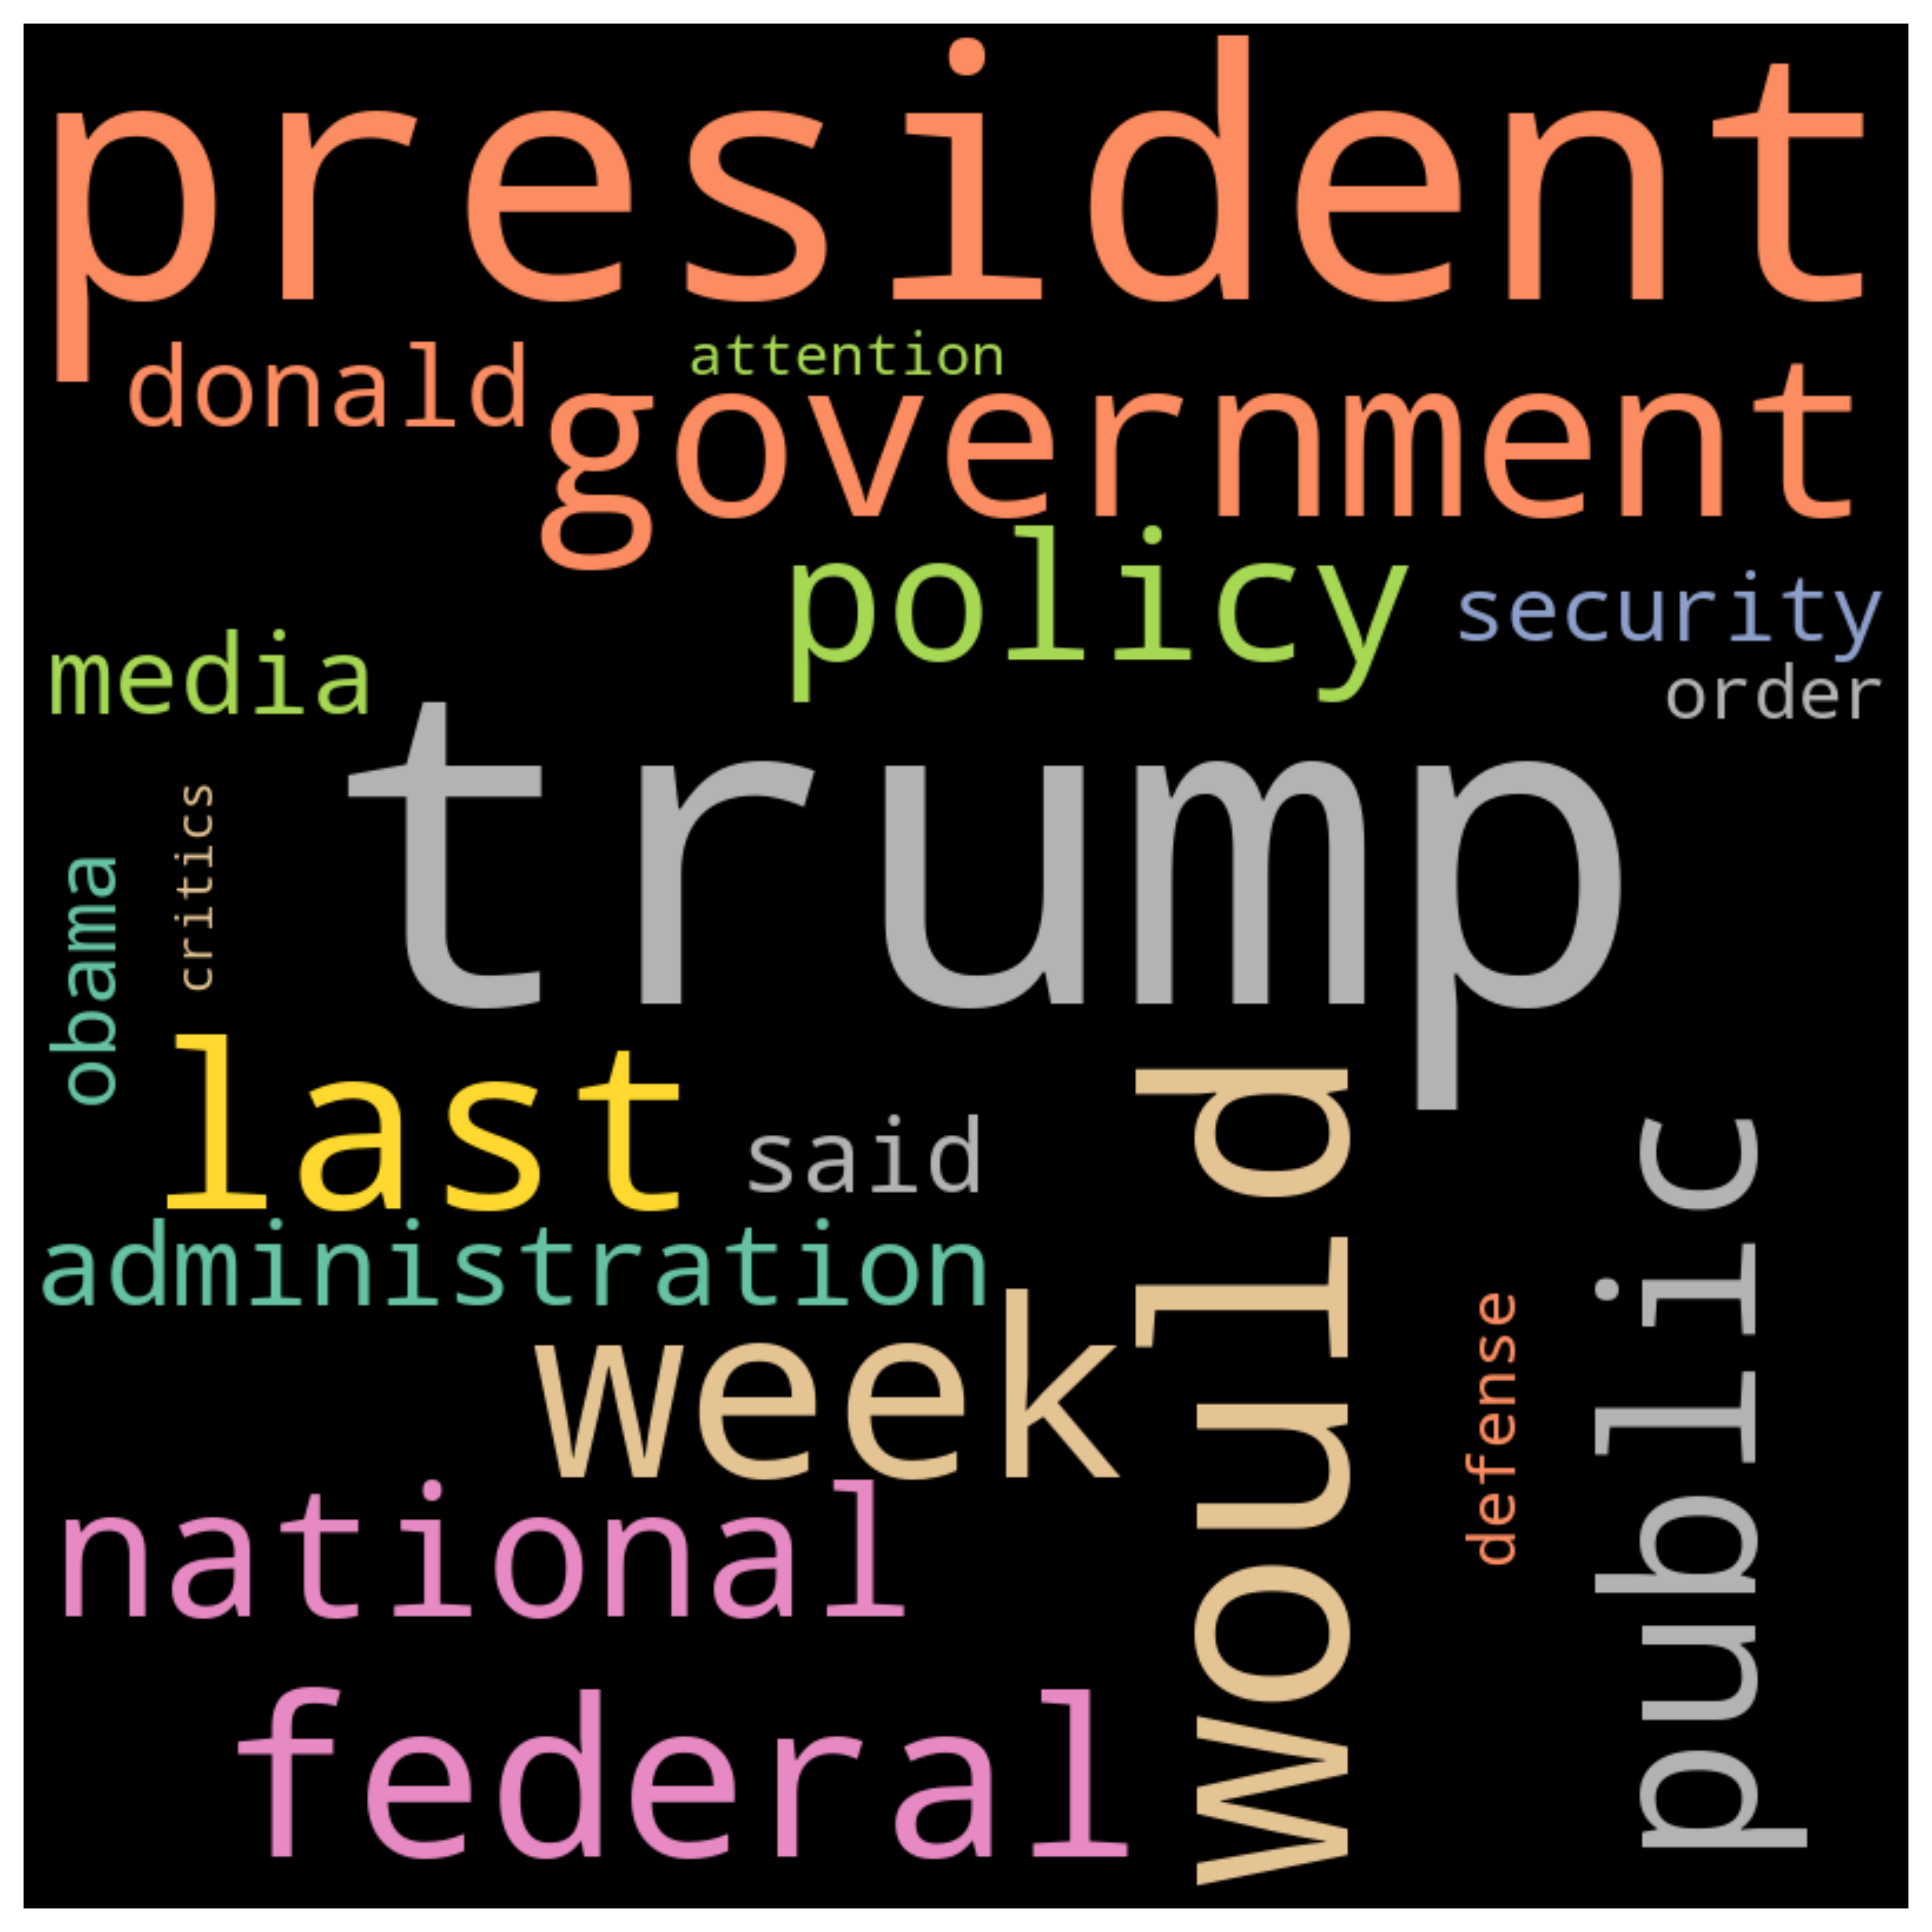 president
donald
attention
government
policy
security
media
order
trump
critics
obama
last
said
would
public
administration
week
defense
national
federal